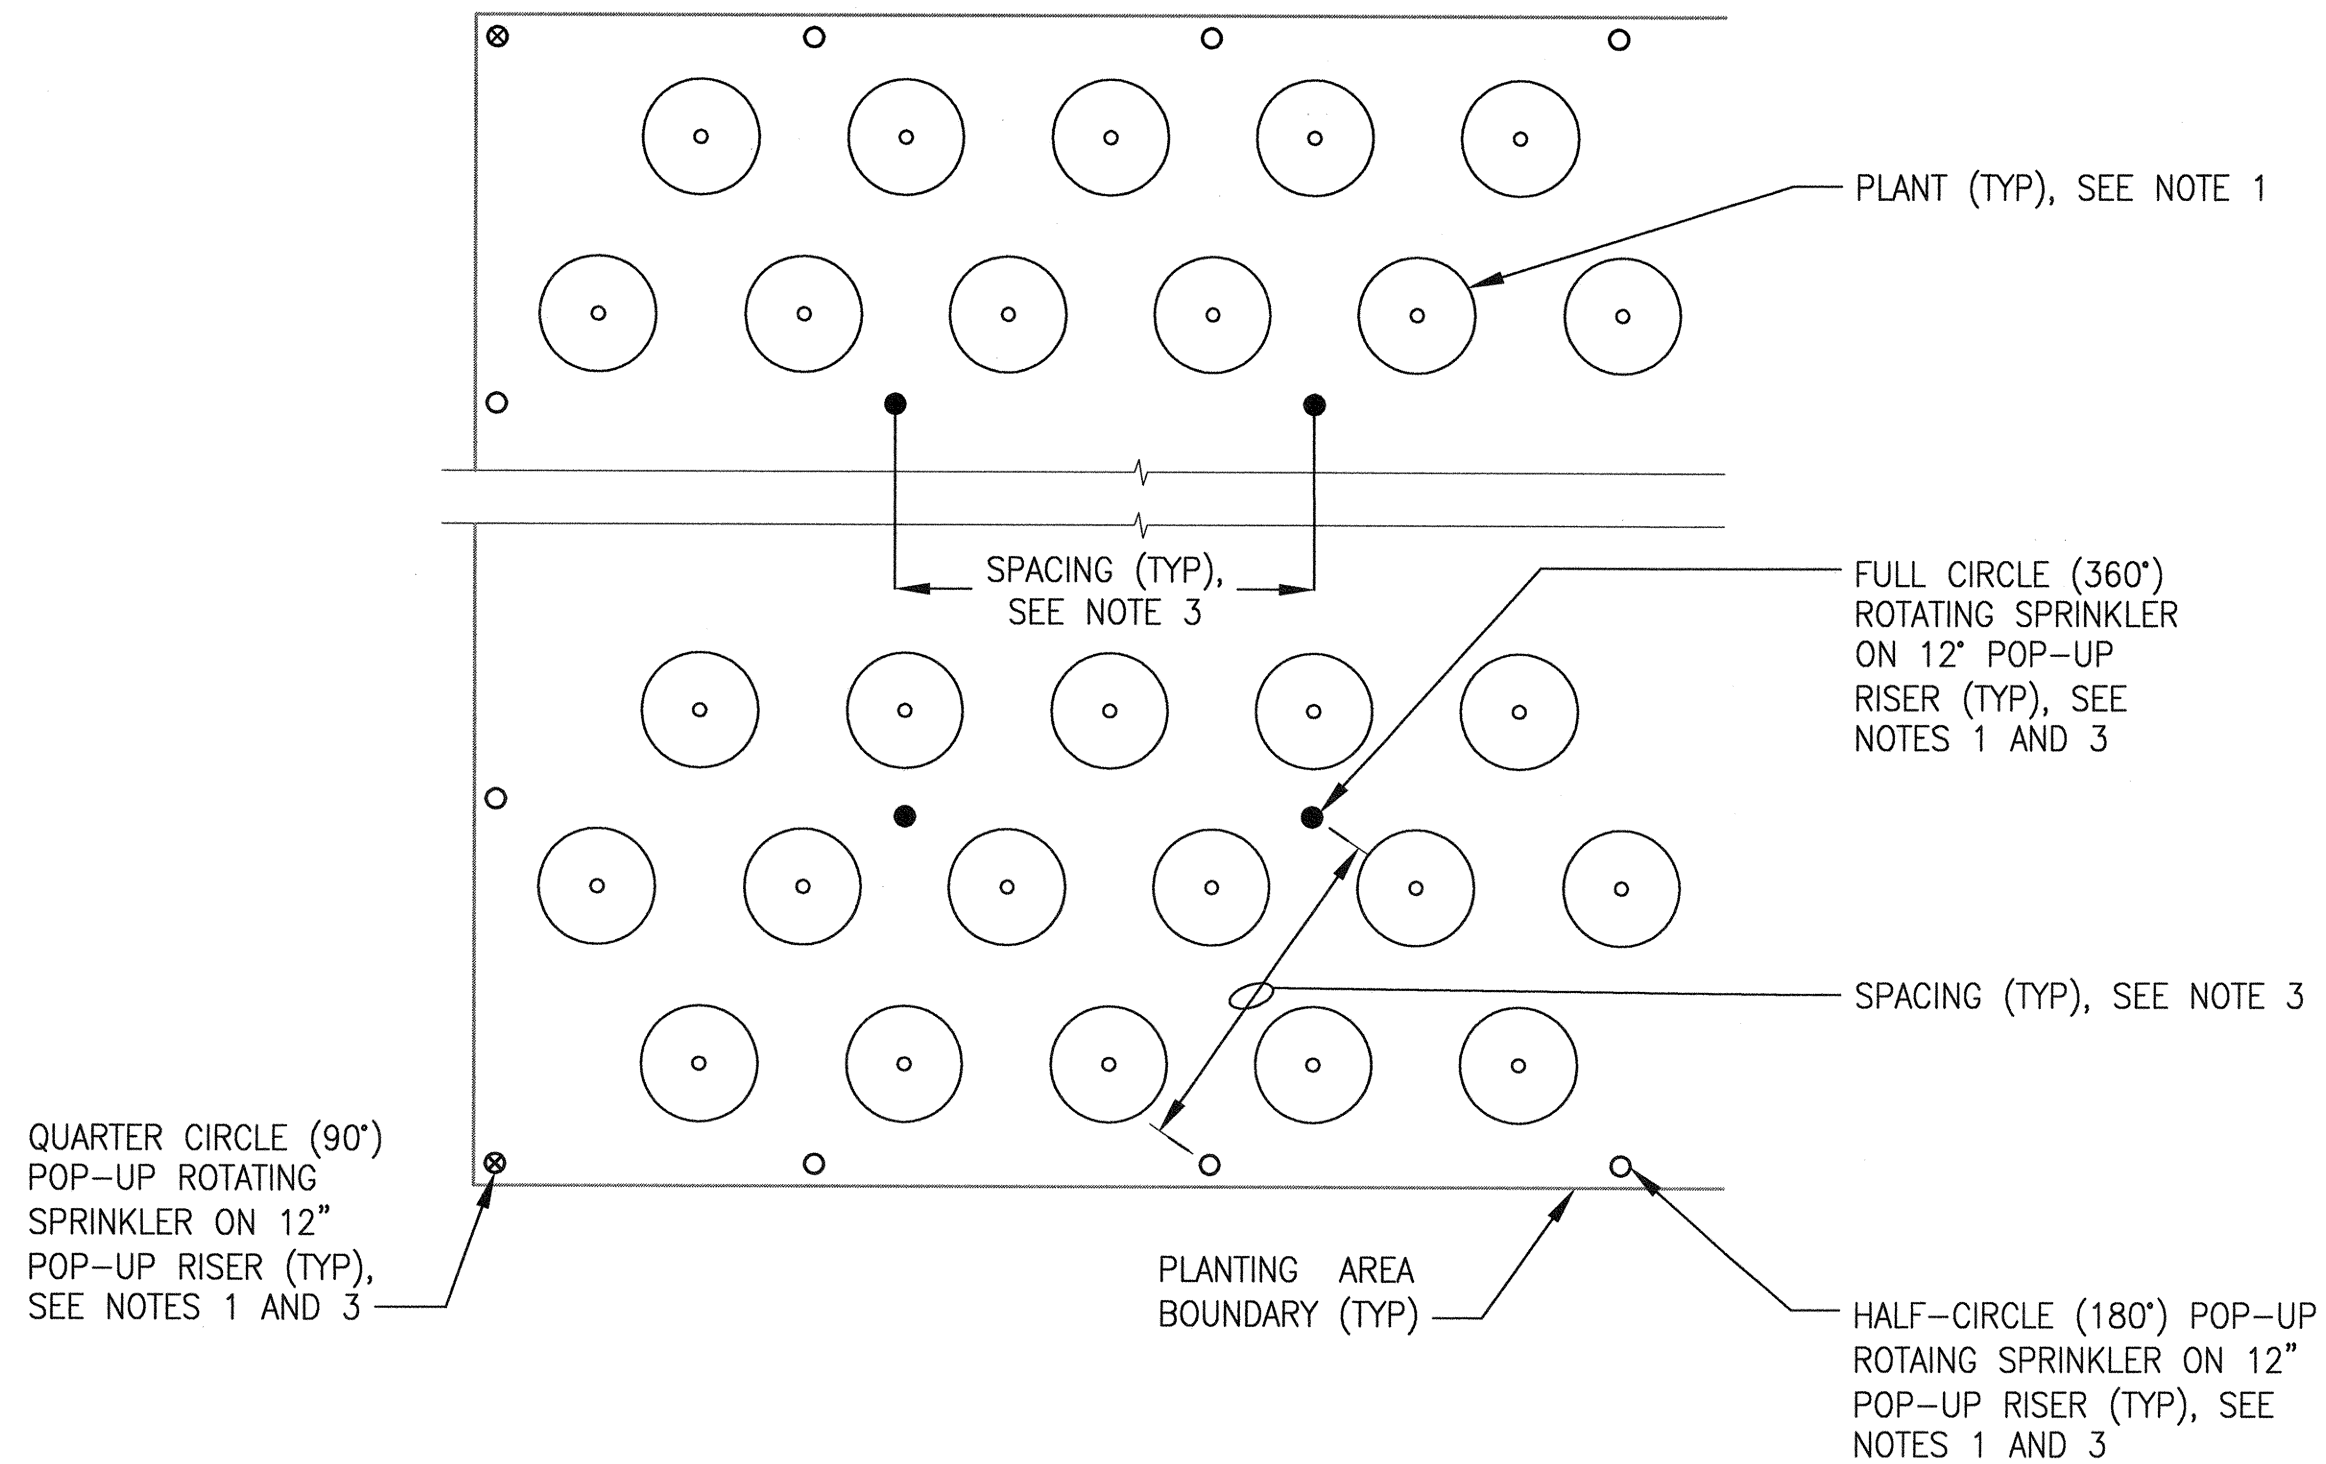 PLANT (TYP), SEE NOTE 1
SPACING (TYP),
SEE NOTE 3
FULL CIRCLE (360°)
ROTATING SPRINKLER
ON 12° POP-UP
RISER (TYP), SEE
NOTES 1 AND 3
SPACING (TYP), SEE NOTE 3
QUARTER CIRCLE (90°)
POP-UP ROTATING
SPRINKLER ON 12"
POP-UP RISER (TYP),
SEE NOTES 1 AND 3
PLANTING AREA
BOUNDARY (TYP)
HALF-CIRCLE (180°) POP-UP
ROTAING SPRINKLER ON 12"
POP-UP RISER (TYP), SEE
NOTES 1 AND 3